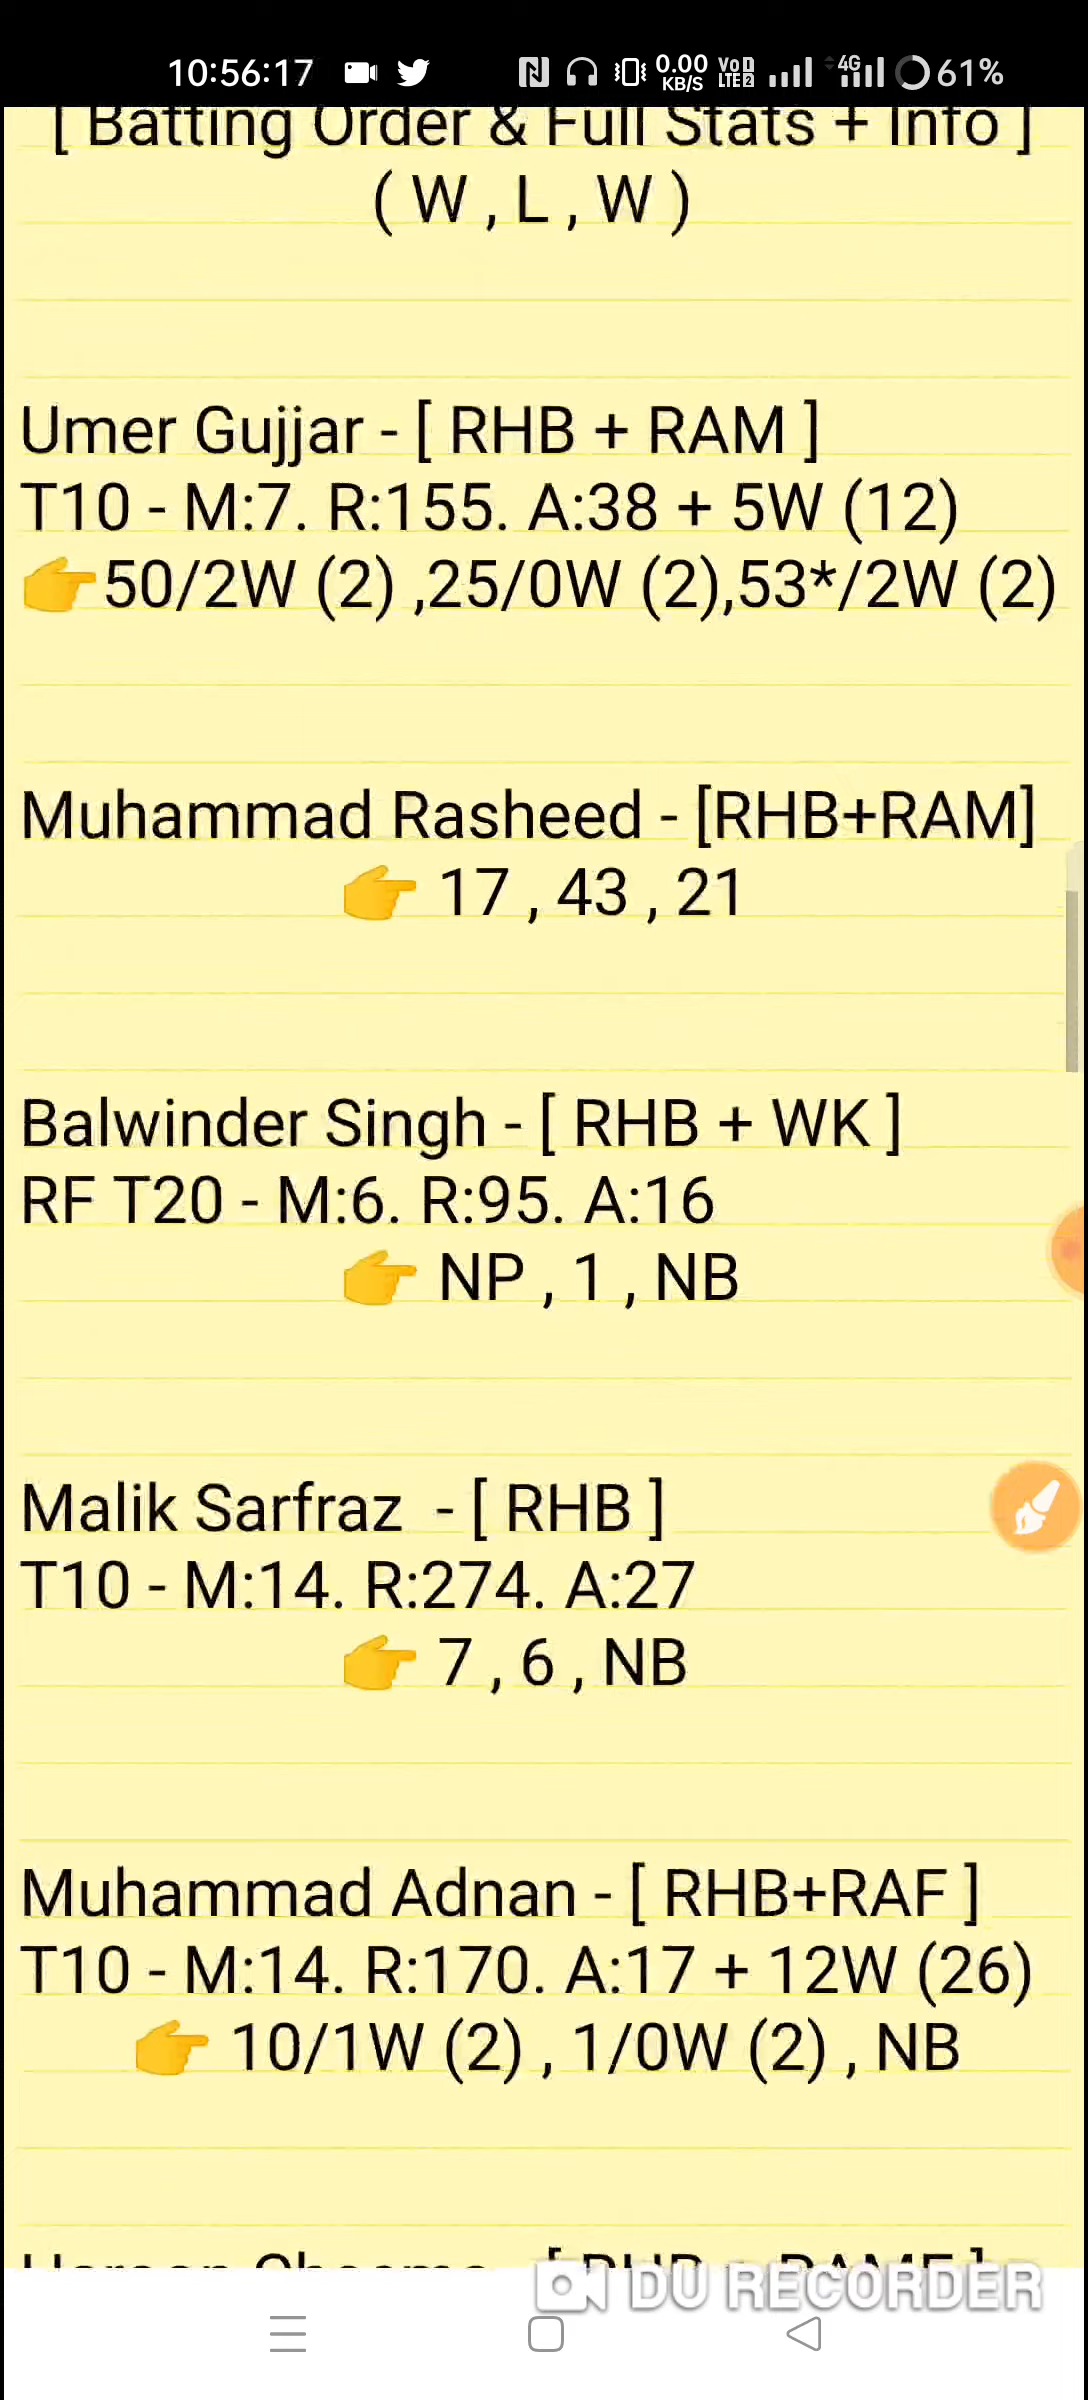 10:56:17 0.00 KB/S Vo LTE 2 4G 61%
[ Batting Order & Full Stats + Info ]
( W , L , W )
Umer Gujjar - [ RHB + RAM ]
T10 - M:7. R:155. A:38 + 5W (12)
👉50/2W (2) ,25/0W (2),53*/2W (2)
Muhammad Rasheed - [RHB+RAM]
👉 17 , 43 , 21
Balwinder Singh - [ RHB + WK ]
RF T20 - M:6. R:95. A:16
👉 NP , 1 , NB
Malik Sarfraz - [ RHB ]
T10 - M:14. R:274. A:27
👉 7 , 6 , NB
Muhammad Adnan - [ RHB+RAF ]
T10 - M:14. R:170. A:17 + 12W (26)
👉 10/1W (2) , 1/0W (2) , NB
DU RECORDER